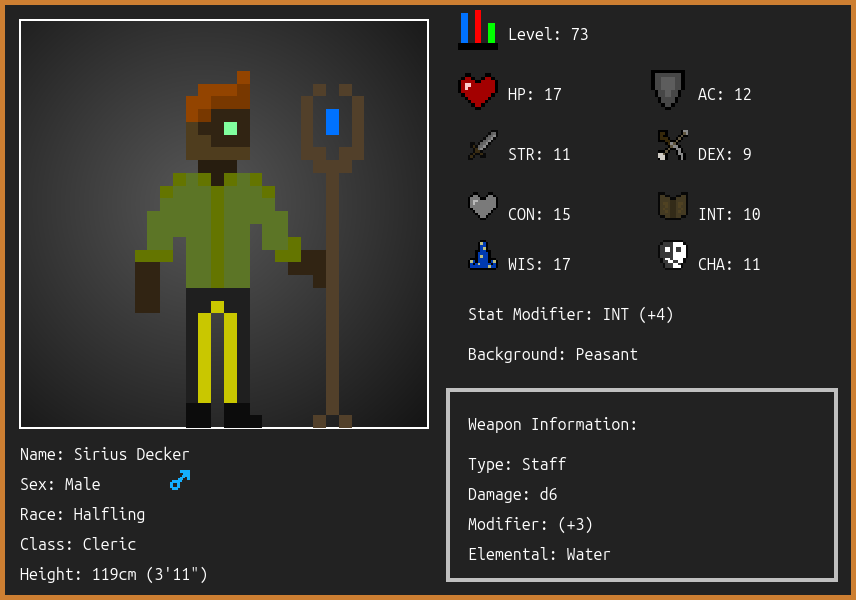 Level: 73
HP: 17
AC: 12
STR: 11
DEX: 9
CON: 15
INT: 10
WIS: 17
CHA: 11
Stat Modifier: INT (+4)
Background: Peasant
Weapon Information:
Type: Staff
Damage: d6
Modifier: (+3)
Elemental: Water
Name: Sirius Decker
Sex: Male
Race: Halfling
Class: Cleric
Height: 119cm (3'11")